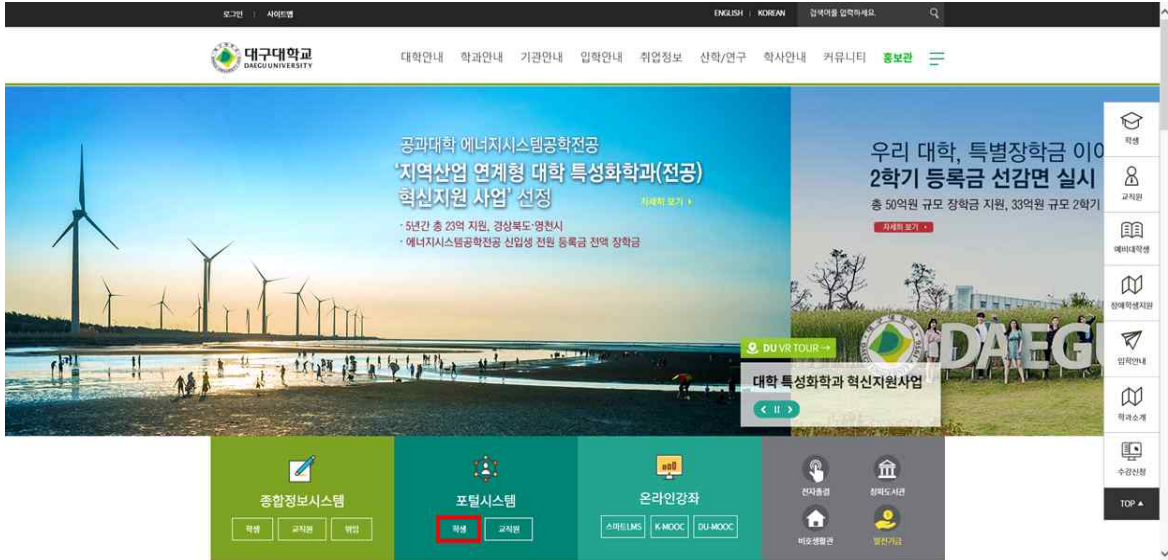 로그인 | 사이트맵
ENGLISH | KOREAN
검색어를 입력하세요.
대구대학교
DAEGU UNIVERSITY
대학안내 학과안내 기관안내 입학안내 취업정보 산학/연구 학사안내 커뮤니티 홍보관
공과대학 에너지시스템공학전공
'지역산업 연계형 대학 특성화학과(전공)
혁신지원 사업' 선정
자세히 보기
· 5년간 총 23억 지원, 경상북도·영천시
· 에너지시스템공학전공 신입생 전원 등록금 전액 장학금
우리 대학, 특별장학금 이어
2학기 등록금 선감면 실시
총 50억원 규모 장학금 지원, 33억원 규모 2학기
자세히 보기
DAEG
DU VR TOUR→
대학 특성화학과 혁신지원사업
학생
교직원
예비대학생
장애학생지원
입학안내
학과소개
수강신청
TOP ▲
종합정보시스템
학생 교직원 위임
포털시스템
학생 교직원
온라인강좌
스마트LMS K-MOOC DU-MOOC
전자출결 창파도서관
비호생활관 발전기금